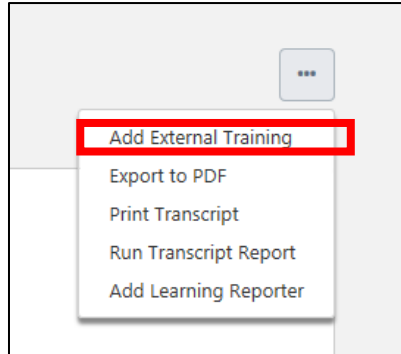 ...
Add External Training
Export to PDF
Print Transcript
Run Transcript Report
Add Learning Reporter